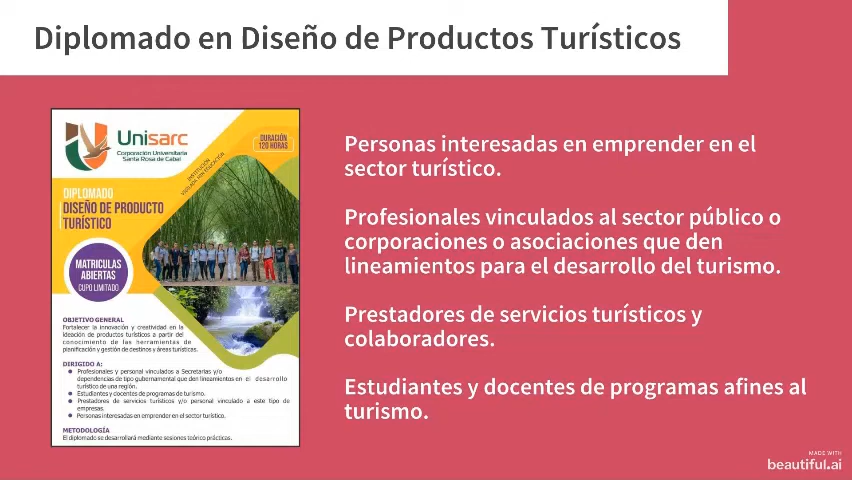 Diplomado en Diseño de Productos Turísticos
Unisarc
Corporación Universitaria
Santa Rosa de Cabal
DURACIÓN
120 HORAS
INSTITUCIÓN
VIGILADA MIN EDUCACIÓN
DIPLOMADO
DISEÑO DE PRODUCTO
TURÍSTICO
MATRICULAS
ABIERTAS
CUPO LIMITADO
OBJETIVO GENERAL
Fortalecer la innovación y creatividad en la
ideación de productos turísticos a partir del
conocimiento de las herramientas de
planificación y gestión de destinos y áreas turísticas.
DIRIGIDO A:
Profesionales y personal vinculados a Secretarías y/o
dependencias de tipo gubernamental que den lineamientos en el desarrollo
turístico de una región.
Estudiantes y docentes de programas de turismo.
Prestadores de servicios turísticos y/o personal vinculado a este tipo de
empresas.
Personas interesadas en emprender en el sector turístico.
METODOLOGÍA
El diplomado se desarrollará mediante sesiones teórico prácticas.
Personas interesadas en emprender en el
sector turístico.
Profesionales vinculados al sector público o
corporaciones o asociaciones que den
lineamientos para el desarrollo del turismo.
Prestadores de servicios turísticos y
colaboradores.
Estudiantes y docentes de programas afines al
turismo.
MADE WITH
beautiful.ai